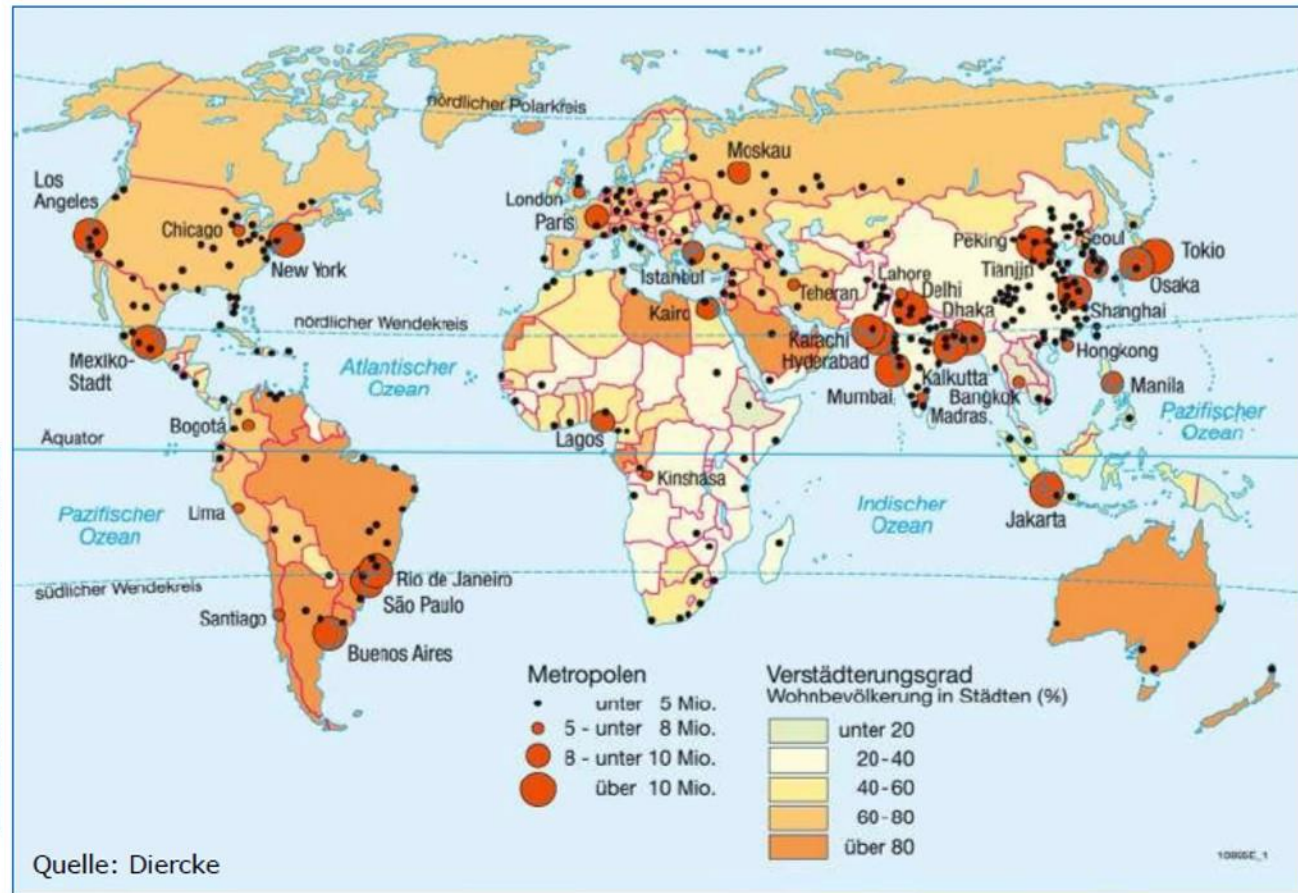 nördlicher Polarkreis
Moskau
Los
Angeles
London
Chicago
Paris
Peking
Seoul
New York
Istanbul
Tianjin
Tokio
Lahore
Teheran
Delhi
Osaka
nördlicher Wendekreis
Kairo
Dhaka
Shanghai
Karachi
Hyderabad
Hongkong
Mexiko-
Stadt
Atlantischer
Ozean
Kalkutta
Manila
Mumbai
Bangkok
Madras
Pazifischer
Ozean
Bogotá
Äquator
Lagos
Kinshasa
Pazifischer
Ozean
Lima
Indischer
Ozean
Jakarta
südlicher Wendekreis
Rio de Janeiro
São Paulo
Santiago
Buenos Aires
Metropolen
unter 5 Mio.
5 - unter 8 Mio.
8 - unter 10 Mio.
über 10 Mio.
Verstädterungsgrad
Wohnbevölkerung in Städten (%)
unter 20
20-40
40-60
60-80
über 80
Quelle: Diercke